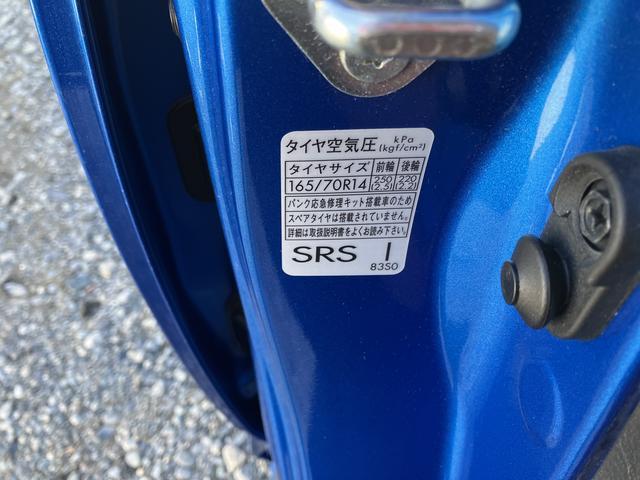 タイヤ空気圧 kPa (kgf/cm²)
タイヤサイズ 前輪 後輪
165/70R14 250 (2.5) 220 (2.2)
パンク応急修理キット搭載車のため
スペアタイヤは搭載されていません。
詳細は取扱説明書をよくお読み下さい。
SRS I
83S0